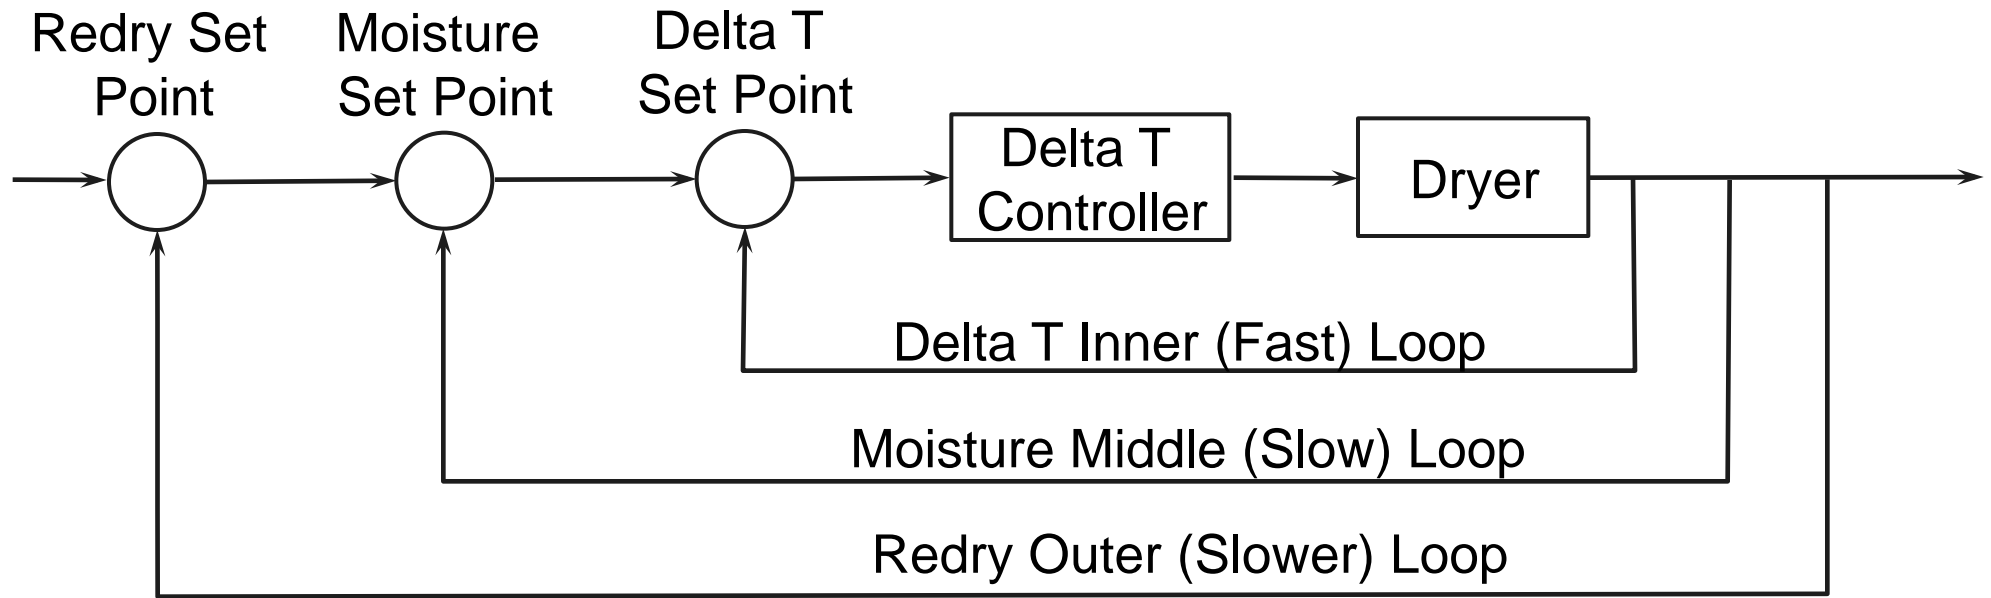 Redry Set
Point
Moisture
Set Point
Delta T
Set Point
Delta T
Controller
Dryer
Delta T Inner (Fast) Loop
Moisture Middle (Slow) Loop
Redry Outer (Slower) Loop